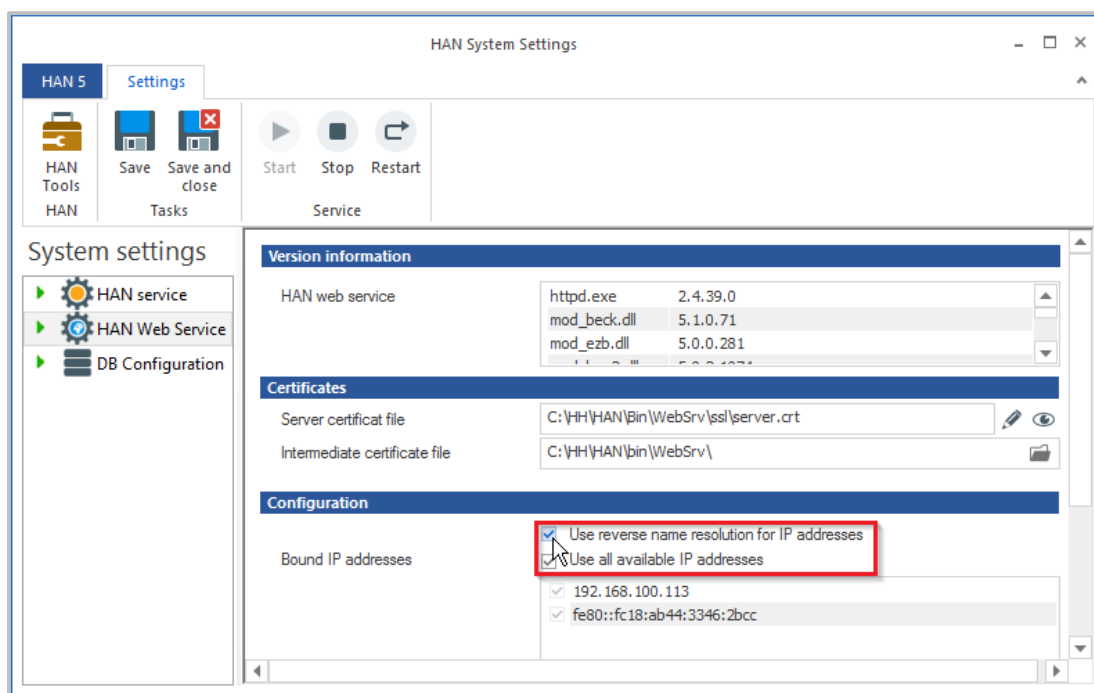 HAN System Settings
HAN 5 Settings
HAN Tools
Save
Save and close
Start
Stop
Restart
HAN
Tasks
Service
System settings
HAN service
HAN Web Service
DB Configuration
Version information
HAN web service
httpd.exe 2.4.39.0
mod_beck.dll 5.1.0.71
mod_ezb.dll 5.0.0.281
Certificates
Server certificat file C:\HH\HAN\Bin\WebSrv\ssl\server.crt
Intermediate certificate file C:\HH\HAN\bin\WebSrv\
Configuration
Use reverse name resolution for IP addresses
Bound IP addresses Use all available IP addresses
192.168.100.113
fe80::fc18:ab44:3346:2bcc